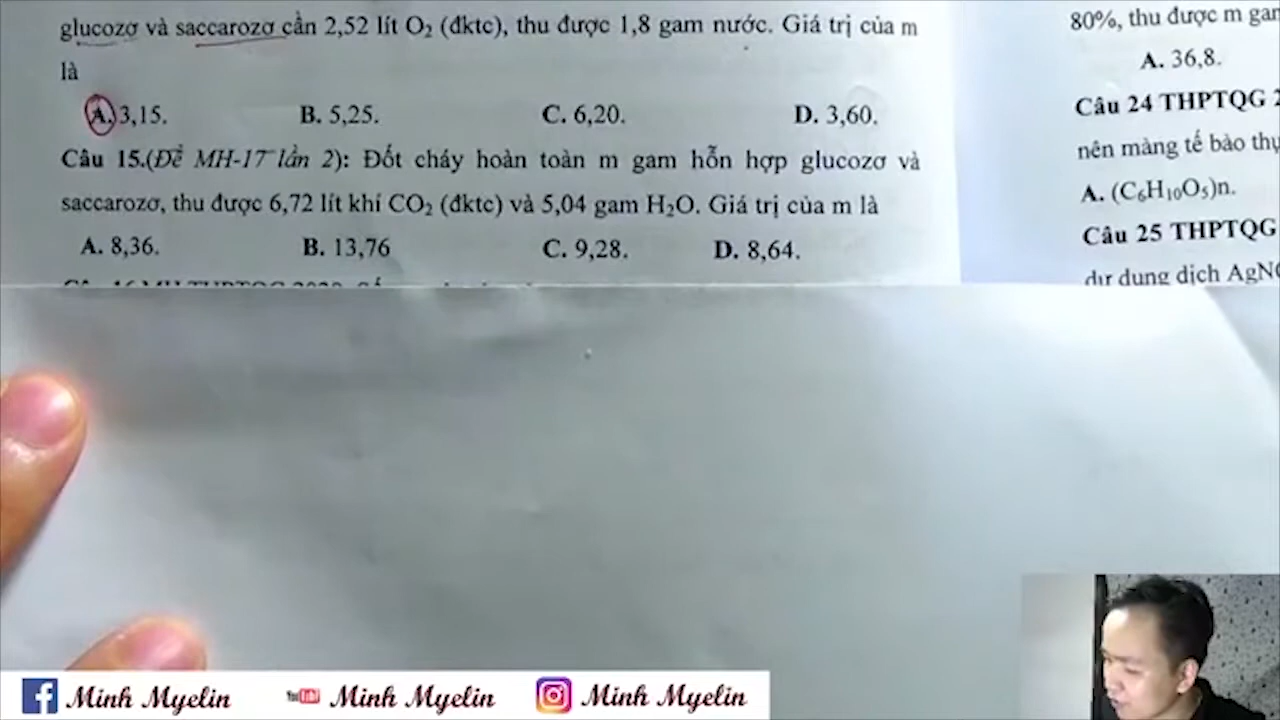 glucozơ và saccarozơ cần 2,52 lít O₂ (đktc), thu được 1,8 gam nước. Giá trị của m
là
A. 3,15. B. 5,25. C. 6,20. D. 3,60.
Câu 15.(Đề MH-17 lần 2): Đốt cháy hoàn toàn m gam hỗn hợp glucozơ và
saccarozơ, thu được 6,72 lít khí CO₂ (đktc) và 5,04 gam H₂O. Giá trị của m là
A. 8,36. B. 13,76 C. 9,28. D. 8,64.
80%, thu được m gam
A. 36,8.
Câu 24 THPTQG
nên màng tế bào
A. (C₆H₁₀O₅)n.
Câu 25 THPTQG
dư dung dịch
Minh Myelin YouTube Minh Myelin Minh Myelin